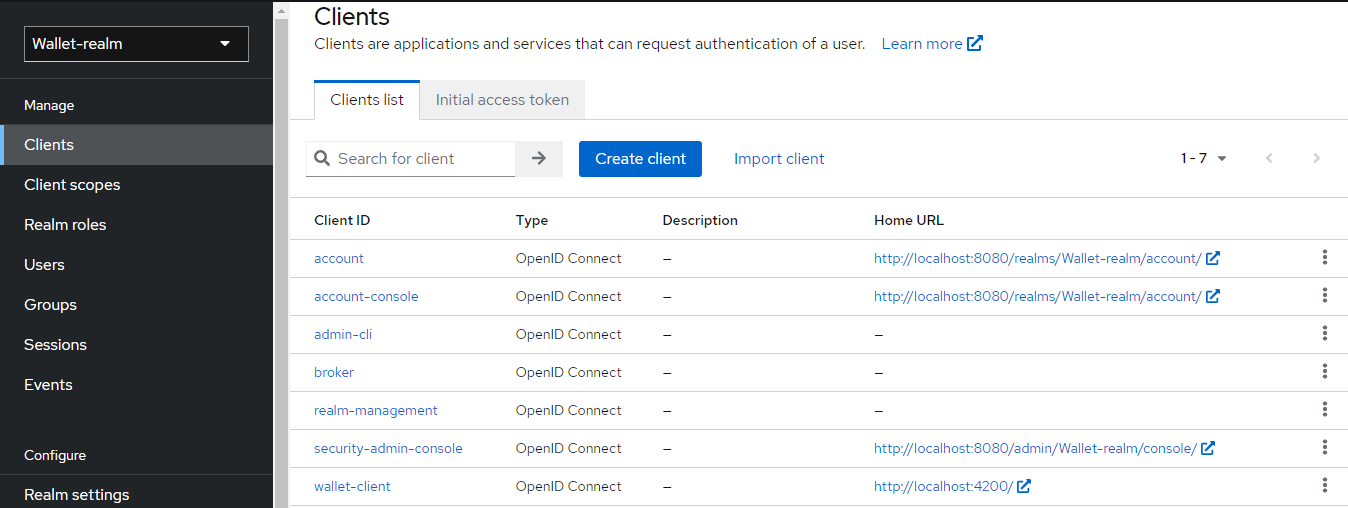 Wallet-realm
Manage
Clients
Client scopes
Realm roles
Users
Groups
Sessions
Events
Configure
Realm settings
Clients
Clients are applications and services that can request authentication of a user. Learn more
Clients list Initial access token
Search for client Create client Import client 1 - 7
Client ID Type Description Home URL
account OpenID Connect – http://localhost:8080/realms/Wallet-realm/account/
account-console OpenID Connect – http://localhost:8080/realms/Wallet-realm/account/
admin-cli OpenID Connect – –
broker OpenID Connect – –
realm-management OpenID Connect – –
security-admin-console OpenID Connect – http://localhost:8080/admin/Wallet-realm/console/
wallet-client OpenID Connect – http://localhost:4200/